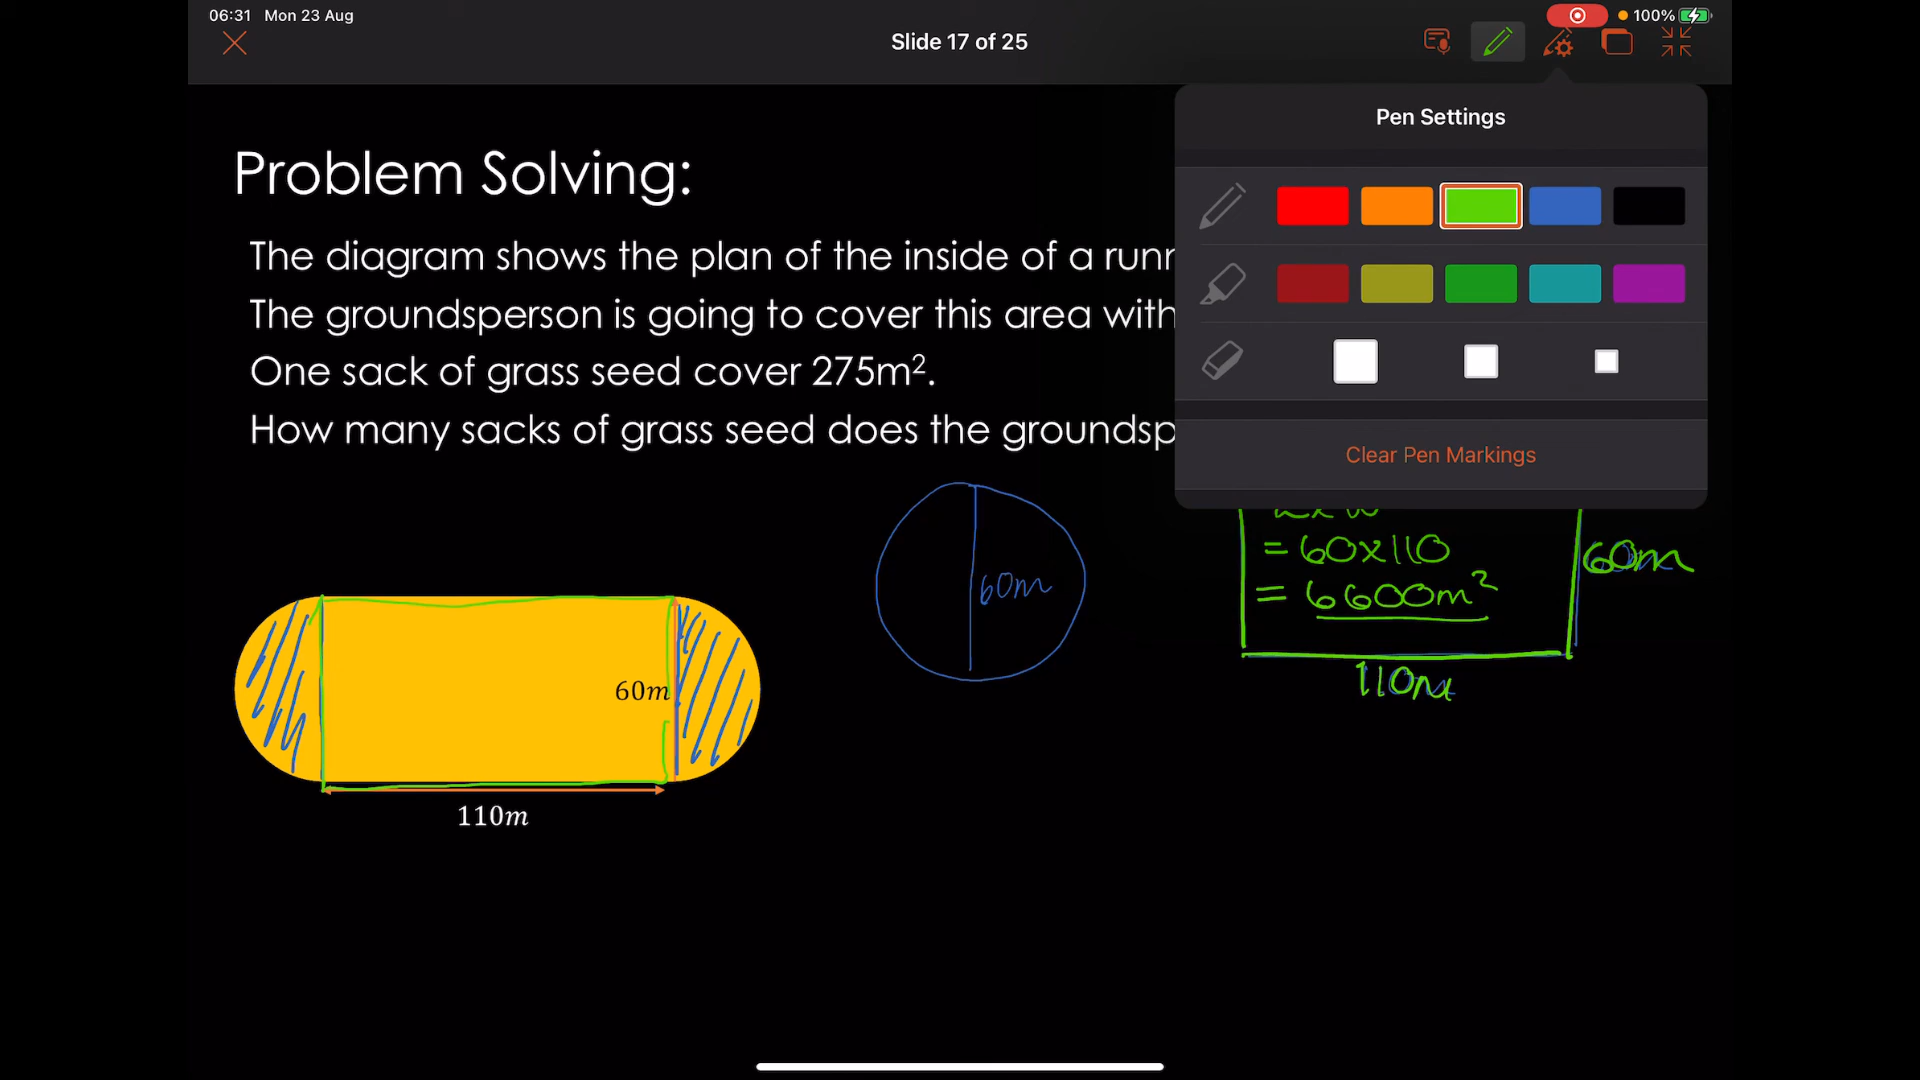 06:31 Mon 23 Aug
100%
Slide 17 of 25
Pen Settings
Clear Pen Markings
Problem Solving:
The diagram shows the plan of the inside of a
The groundsperson is going to cover this area with
One sack of grass seed cover 275m².
How many sacks of grass seed does the
60m
= 60x110
= 6600m²
60m
110m
60m
110m